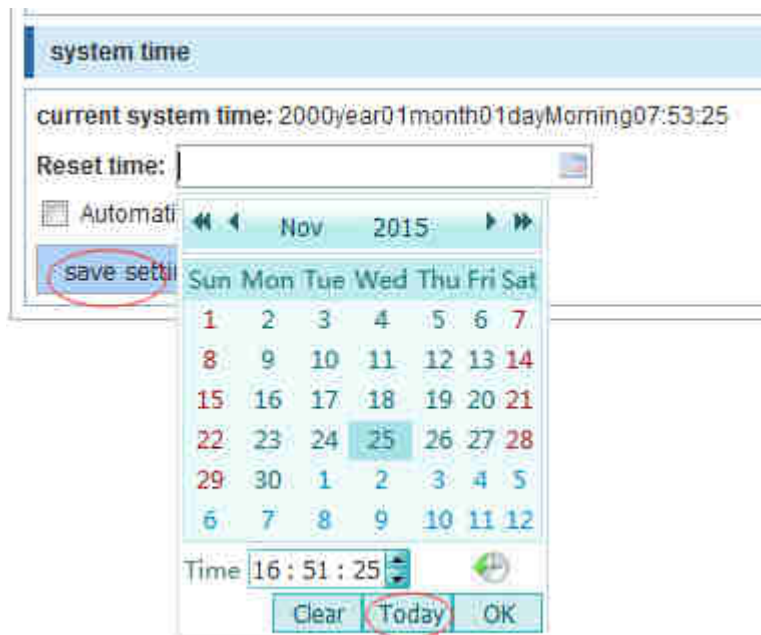 system time
current system time: 2000year01month01dayMorning07:53:25
Reset time:
Automati
save setti
Nov 2015
Sun Mon Tue Wed Thu Fri Sat
1 2 3 4 5 6 7
8 9 10 11 12 13 14
15 16 17 18 19 20 21
22 23 24 25 26 27 28
29 30 1 2 3 4 5
6 7 8 9 10 11 12
Time 16 : 51 : 25
Clear Today OK